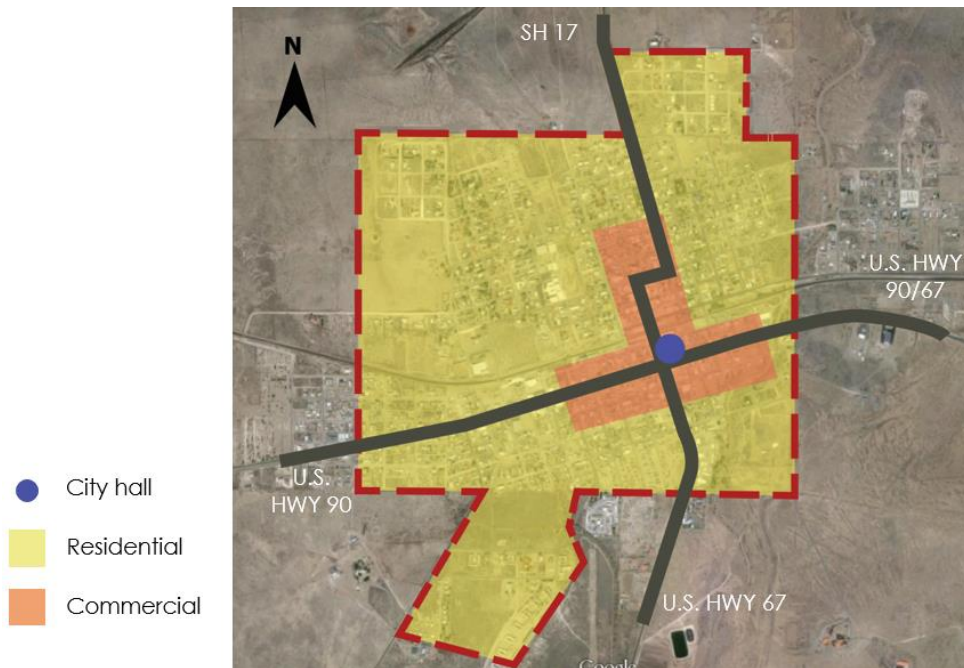 SH 17
N
U.S. HWY
90/67
U.S.
HWY 90
City hall
Residential
Commercial
U.S. HWY 67
Google